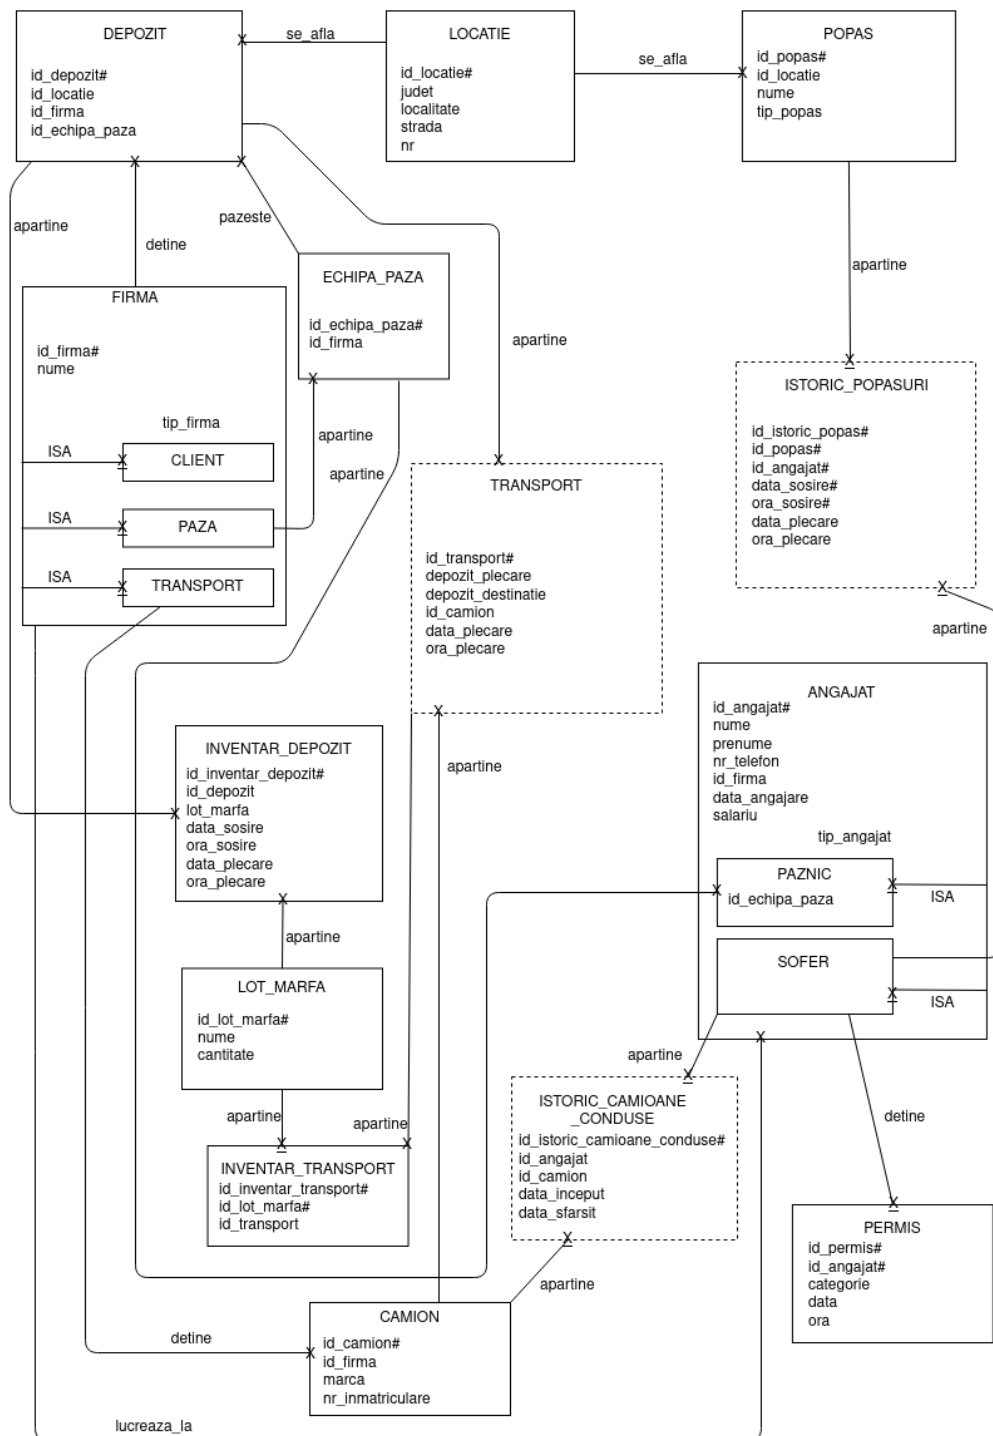 DEPOZIT
id_depozit#
id_locatie
id_firma
id_echipa_paza
se_afla
LOCATIE
id_locatie#
judet
localitate
strada
nr
se_afla
POPAS
id_popas#
id_locatie
nume
tip_popas
apartine
detine
pazeste
apartine
apartine
ECHIPA_PAZA
id_echipa_paza#
id_firma
FIRMA
id_firma#
nume
tip_firma
ISA
CLIENT
ISA
PAZA
ISA
TRANSPORT
apartine
apartine
ISTORIC_POPASURI
id_istoric_popas#
id_popas#
id_angajat#
data_sosire#
ora_sosire#
data_plecare
ora_plecare
apartine
TRANSPORT
id_transport#
depozit_plecare
depozit_destinatie
id_camion
data_plecare
ora_plecare
apartine
INVENTAR_DEPOZIT
id_inventar_depozit#
id_depozit
lot_marfa
data_sosire
ora_sosire
data_plecare
ora_plecare
apartine
ANGAJAT
id_angajat#
nume
prenume
nr_telefon
id_firma
data_angajare
salariu
tip_angajat
PAZNIC
id_echipa_paza
ISA
SOFER
ISA
LOT_MARFA
id_lot_marfa#
nume
cantitate
apartine
apartine
apartine
detine
INVENTAR_TRANSPORT
id_inventar_transport#
id_lot_marfa#
id_transport
ISTORIC_CAMIOANE
_CONDUSE
id_istoric_camioane_conduse#
id_angajat
id_camion
data_inceput
data_sfarsit
apartine
PERMIS
id_permis#
id_angajat#
categorie
data
ora
detine
CAMION
id_camion#
id_firma
marca
nr_inmatriculare
lucreaza_la